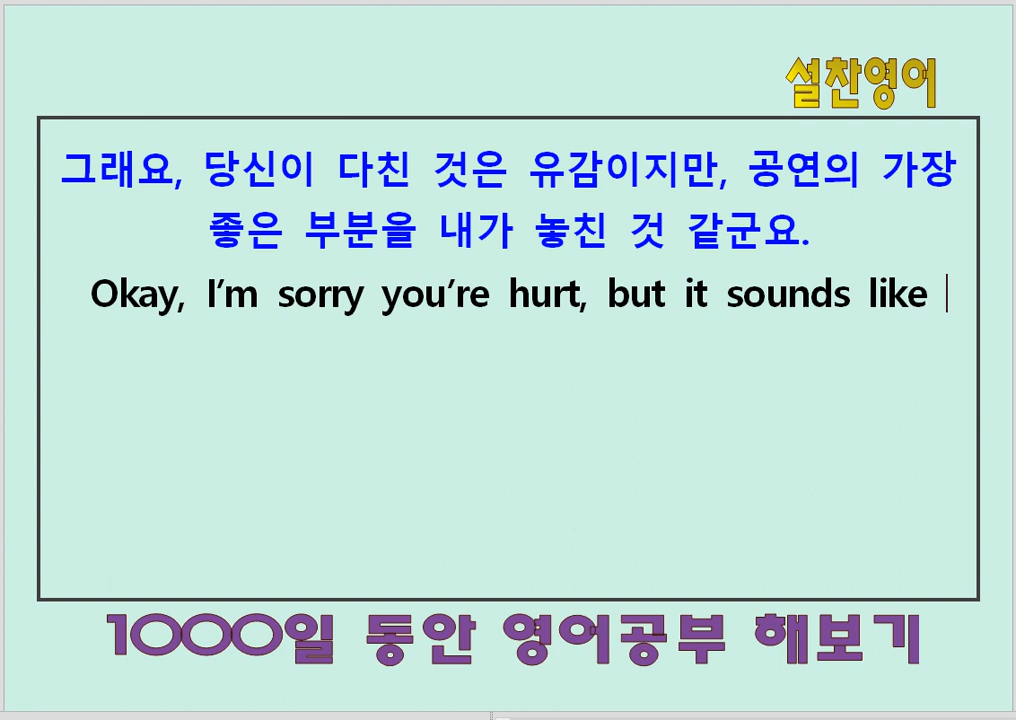 설찬영어
그래요, 당신이 다친 것은 유감이지만, 공연의 가장
좋은 부분을 내가 놓친 것 같군요.
Okay, I’m sorry you’re hurt, but it sounds like
1000일 동안 영어공부 해보기